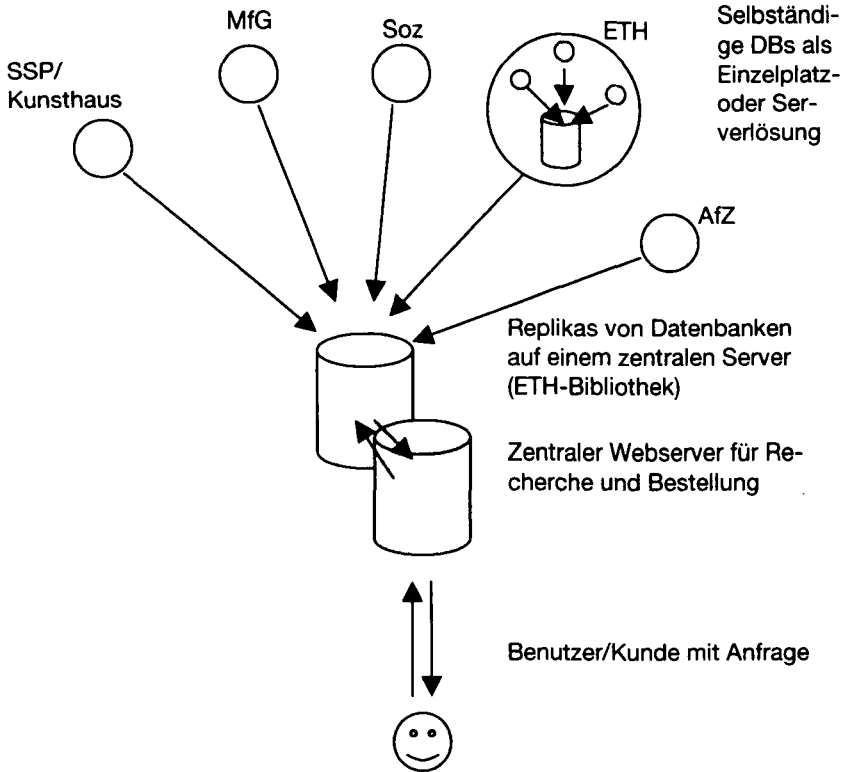 MfG
Soz
ETH
SSP/
Kunsthaus
Selbständi-
ge DBs als
Einzelplatz-
oder Ser-
verlösung
AfZ
Replikas von Datenbanken
auf einem zentralen Server
(ETH-Bibliothek)
Zentraler Webserver für Re-
cherche und Bestellung
Benutzer/Kunde mit Anfrage